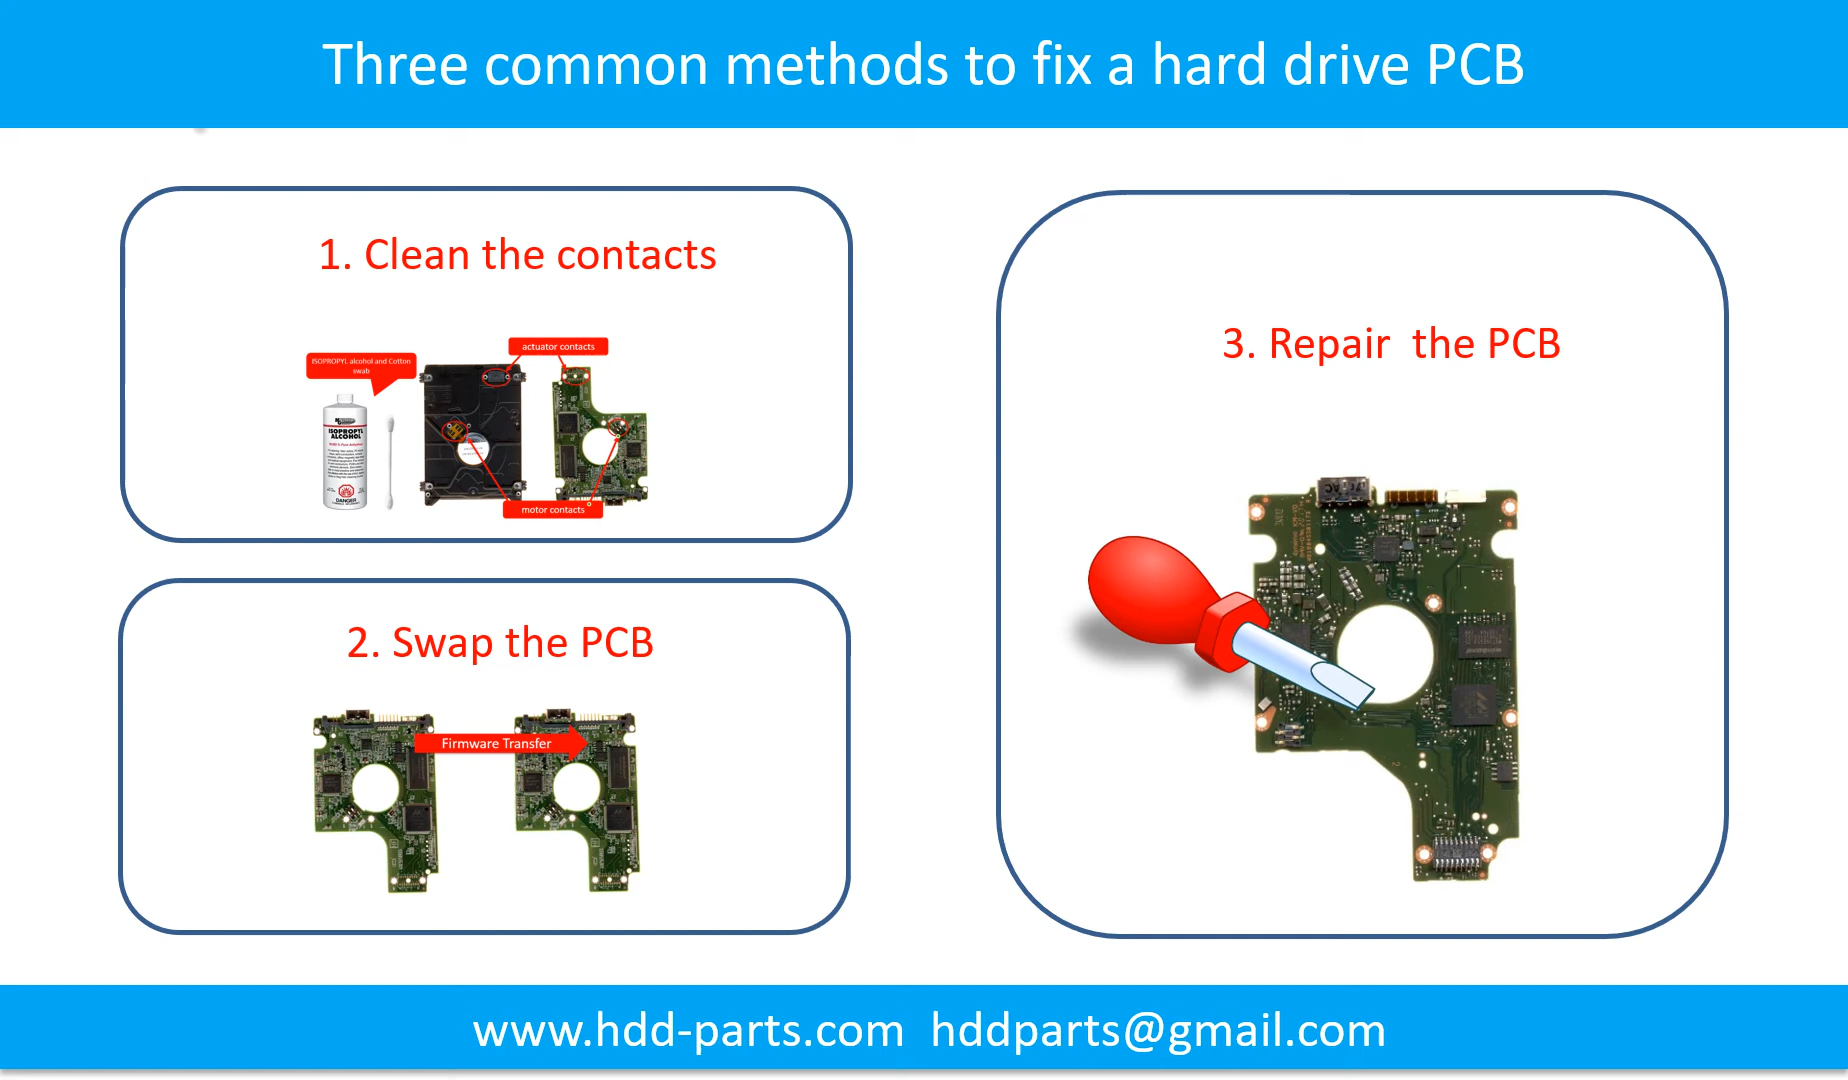 Three common methods to fix a hard drive PCB
1. Clean the contacts
actuator contacts
ISOPROPYL alcohol and Cotton
swab
ISOPROPYL
ALCOHOL
DANGER
motor contacts
2. Swap the PCB
Firmware Transfer
3. Repair  the PCB
www.hdd-parts.com  hddparts@gmail.com